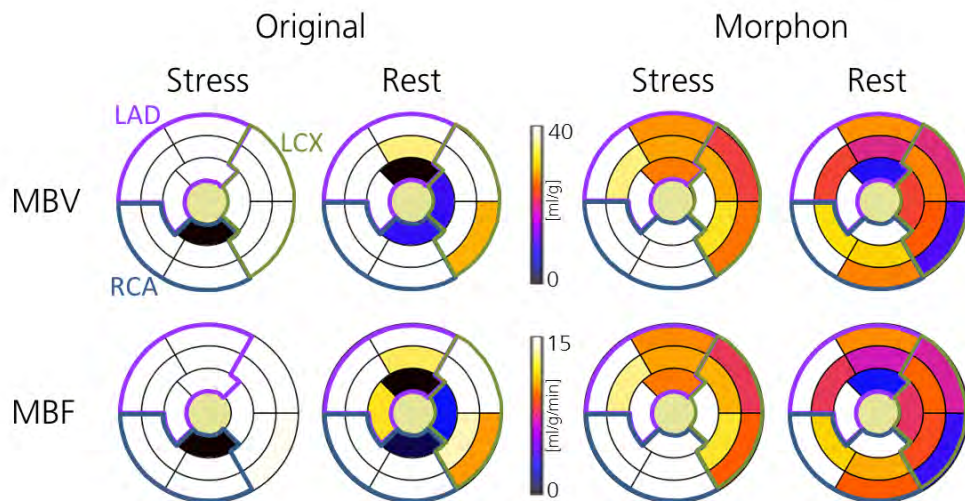 Original Morphon
Stress Rest Stress Rest
LAD
LCX
40
MBV
[ml/g]
RCA
0
15
MBF
[ml/g/min]
0